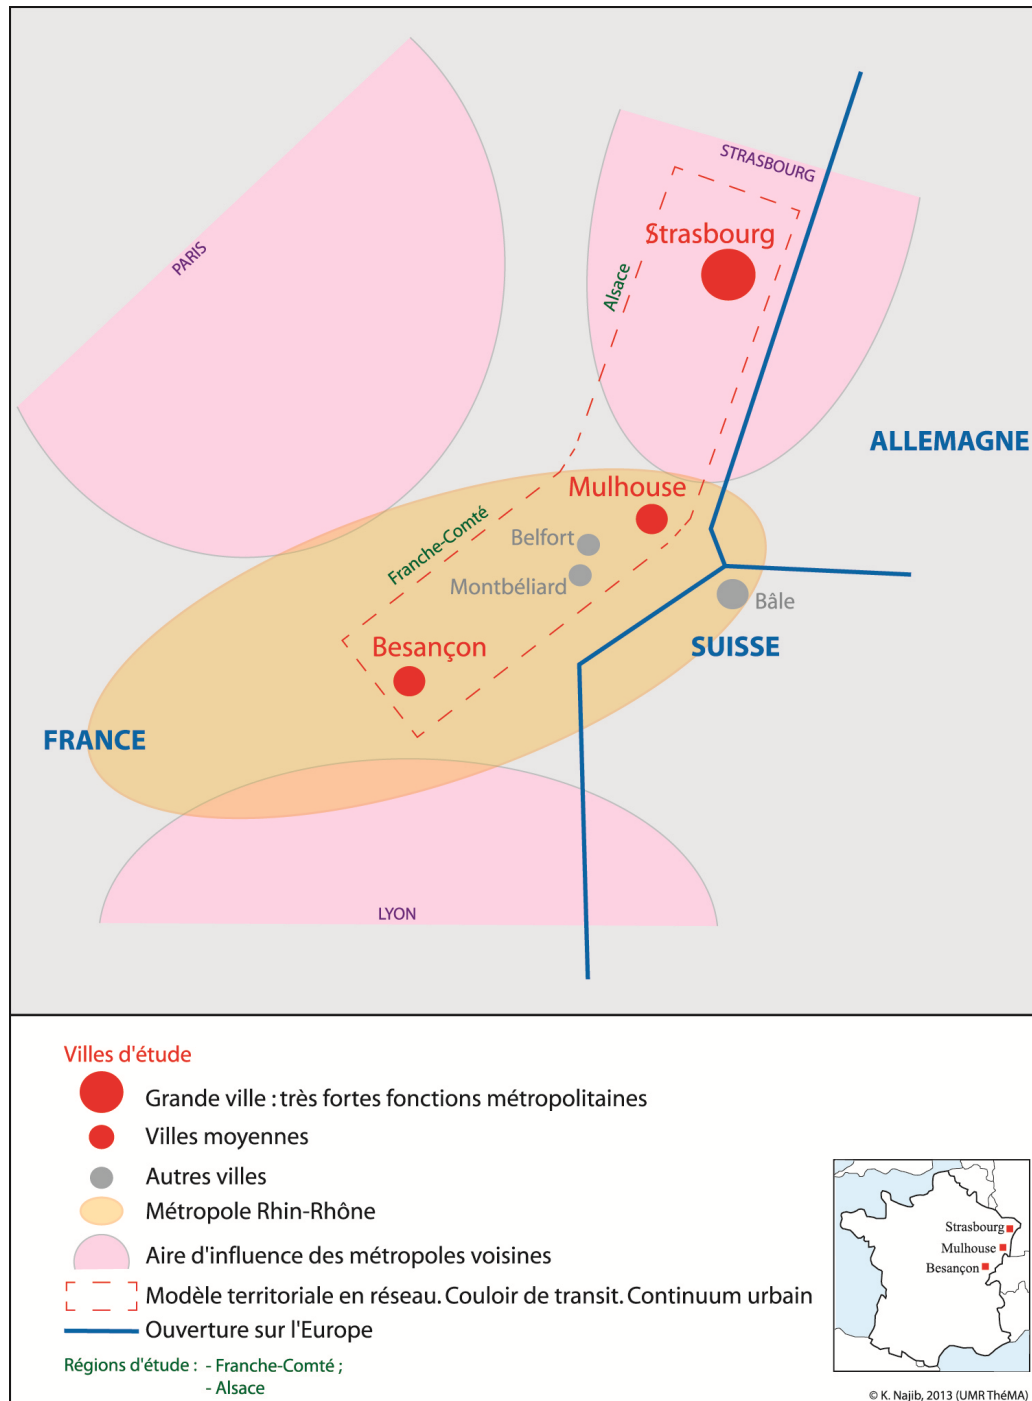 STRASBOURG
PARIS
Strasbourg
Alsace
ALLEMAGNE
Mulhouse
Franche-Comté
Belfort
Montbéliard
Bâle
Besançon
SUISSE
FRANCE
LYON
Villes d'étude
Grande ville : très fortes fonctions métropolitaines
Villes moyennes
Autres villes
Métropole Rhin-Rhône
Aire d'influence des métropoles voisines
Modèle territoriale en réseau. Couloir de transit. Continuum urbain
Ouverture sur l'Europe
Régions d'étude : - Franche-Comté ;
- Alsace
Strasbourg
Mulhouse
Besançon
© K. Najib, 2013 (UMR ThéMA)